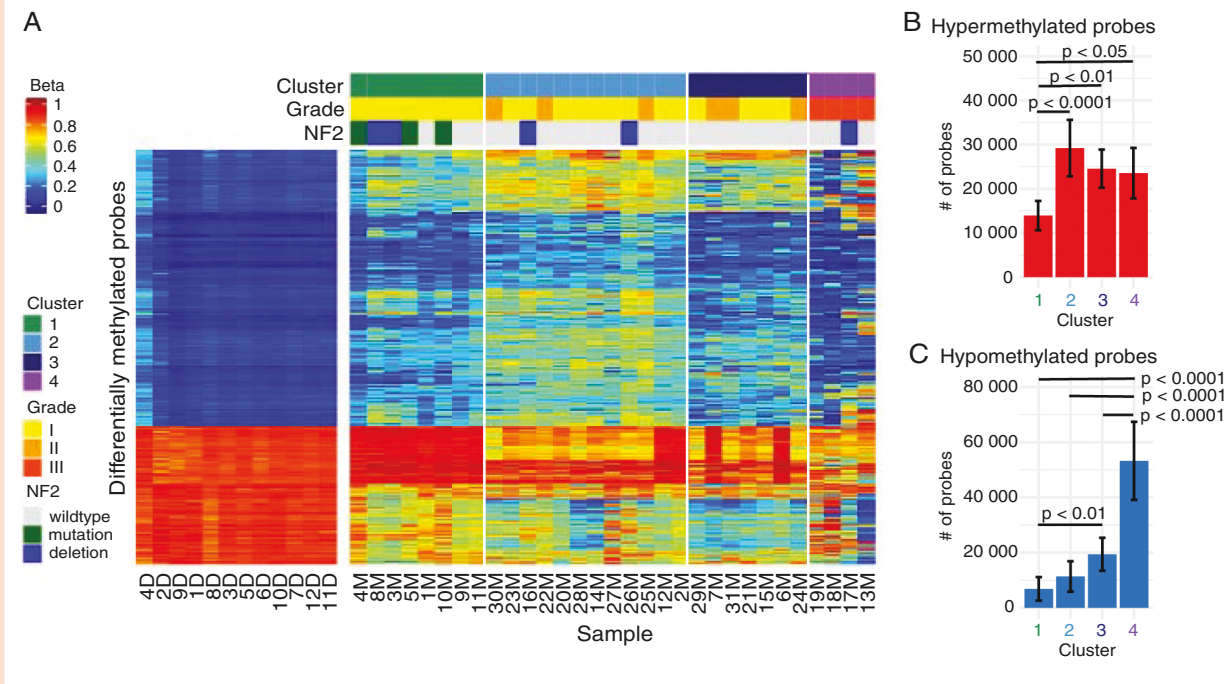 A
Beta
1
0.8
0.6
0.4
0.2
0
Cluster
1
2
3
4
Grade
I
II
III
NF2
wildtype
mutation
deletion
Cluster
Grade
NF2
Differentially methylated probes
4D 2D 9D 1D 8D 3D 5D 6D 10D 7D 12D 11D
4M 8M 3M 5M 1M 10M 9M 11M 30M 23M 16M 22M 20M 28M 14M 27M 26M 25M 12M 2M 29M 7M 31M 21M 15M 6M 24M 19M 18M 17M 13M
Sample
B Hypermethylated probes
50 000
40 000
30 000
20 000
10 000
0
# of probes
p < 0.05
p < 0.01
p < 0.0001
1 2 3 4
Cluster
C Hypomethylated probes
80 000
60 000
40 000
20 000
0
# of probes
p < 0.0001
p < 0.0001
p < 0.0001
p < 0.01
1 2 3 4
Cluster